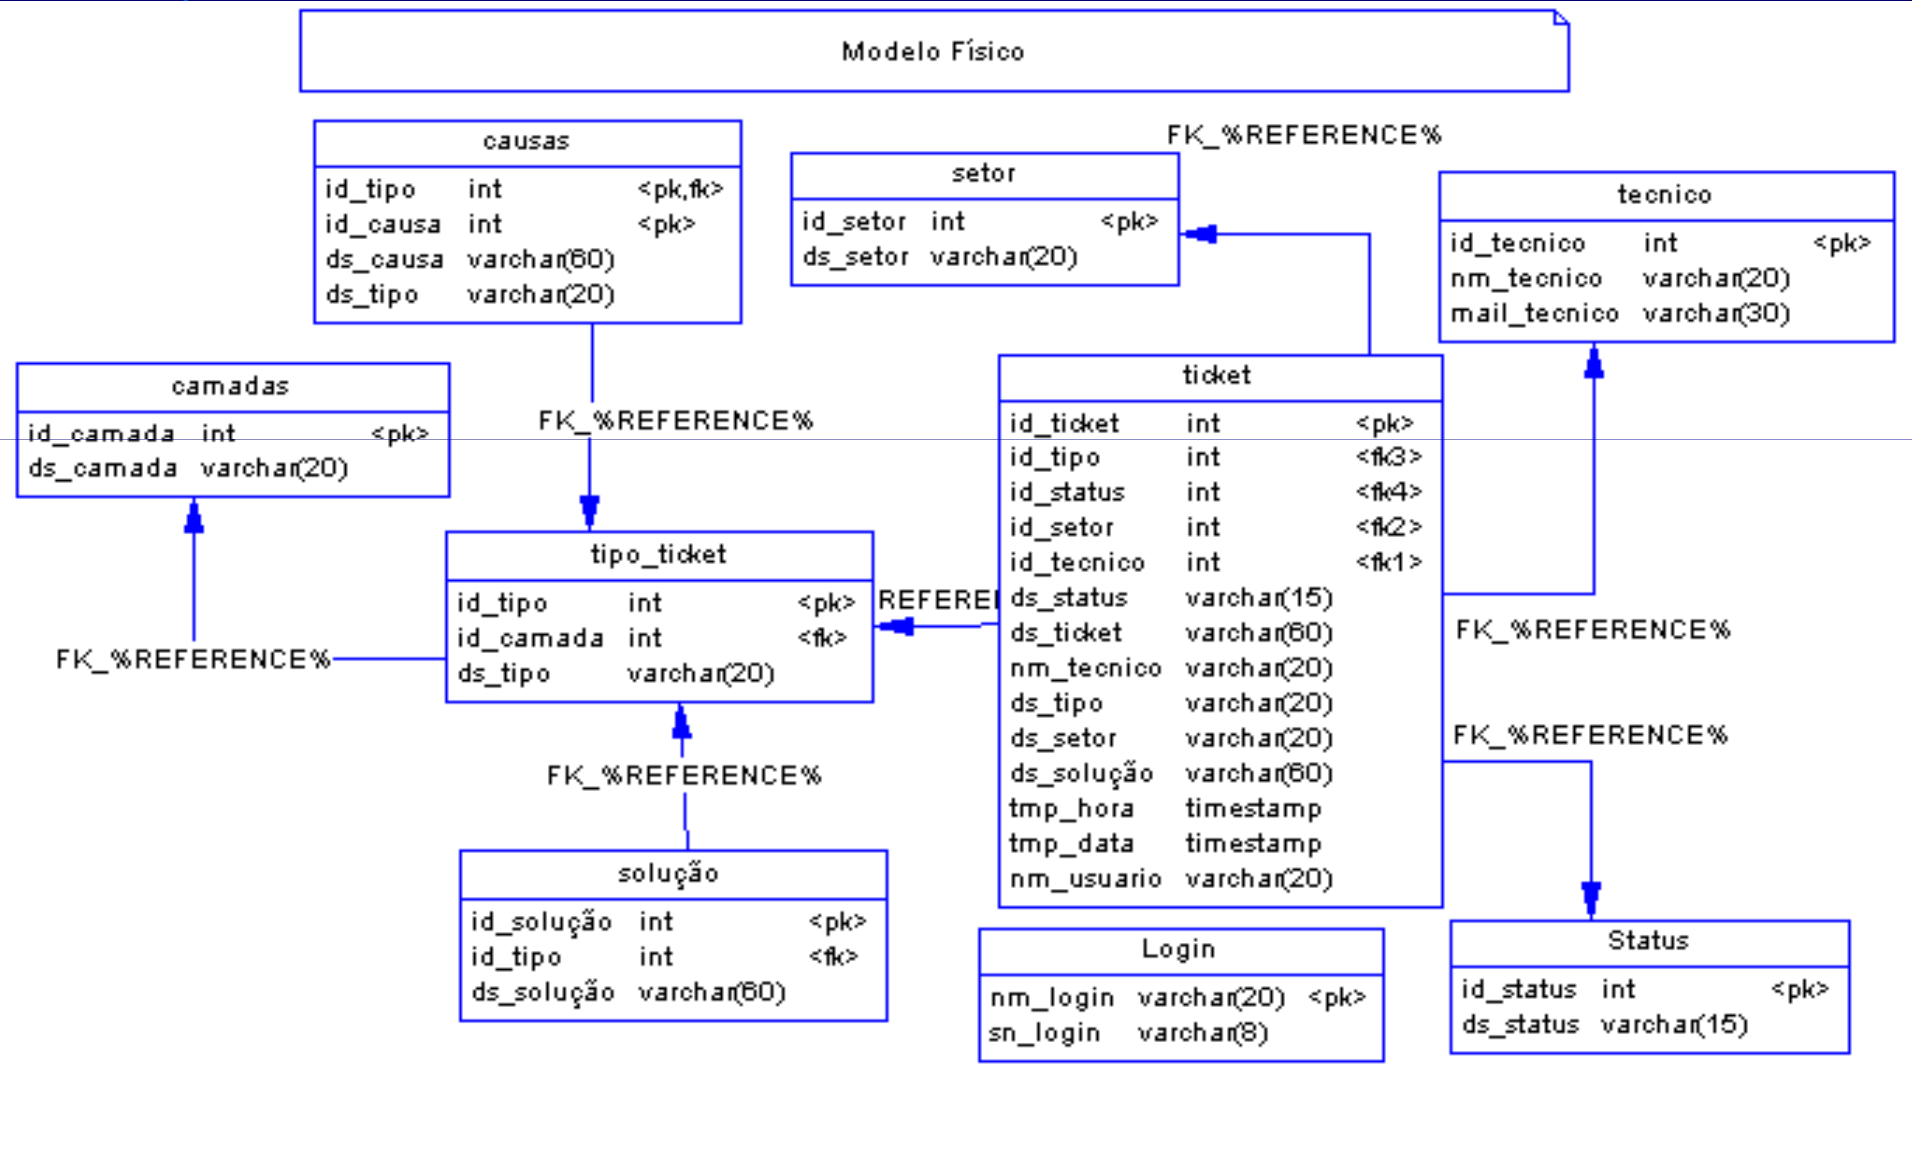 Modelo Físico
causas
id_tipo int <pk,fk>
id_causa int <pk>
ds_causa varchar(60)
ds_tipo varchar(20)
FK_%REFERENCE%
setor
id_setor int <pk>
ds_setor varchar(20)
FK_%REFERENCE%
tecnico
id_tecnico int <pk>
nm_tecnico varchar(20)
mail_tecnico varchar(30)
camadas
id_camada int <pk>
ds_camada varchar(20)
FK_%REFERENCE%
tipo_ticket
id_tipo int <pk>
id_camada int <fk>
ds_tipo varchar(20)
REFERE
ticket
id_ticket int <pk>
id_tipo int <fk3>
id_status int <fk4>
id_setor int <fk2>
id_tecnico int <fk1>
ds_status varchar(15)
ds_ticket varchar(60)
nm_tecnico varchar(20)
ds_tipo varchar(20)
ds_setor varchar(20)
ds_solução varchar(60)
tmp_hora timestamp
tmp_data timestamp
nm_usuario varchar(20)
FK_%REFERENCE%
FK_%REFERENCE%
FK_%REFERENCE%
solução
id_solução int <pk>
id_tipo int <fk>
ds_solução varchar(60)
Login
nm_login varchar(20) <pk>
sn_login varchar(8)
Status
id_status int <pk>
ds_status varchar(15)